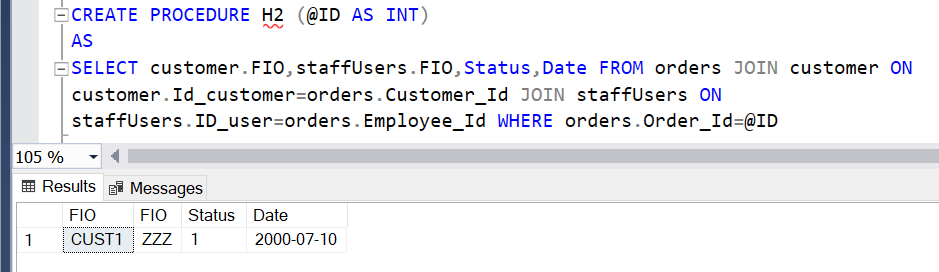 CREATE PROCEDURE H2 (@ID AS INT)
AS
SELECT customer.FIO,staffUsers.FIO,Status,Date FROM orders JOIN customer ON
customer.Id_customer=orders.Customer_Id JOIN staffUsers ON
staffUsers.ID_user=orders.Employee_Id WHERE orders.Order_Id=@ID
105 %
Results Messages
FIO FIO Status Date
1 CUST1 ZZZ 1 2000-07-10